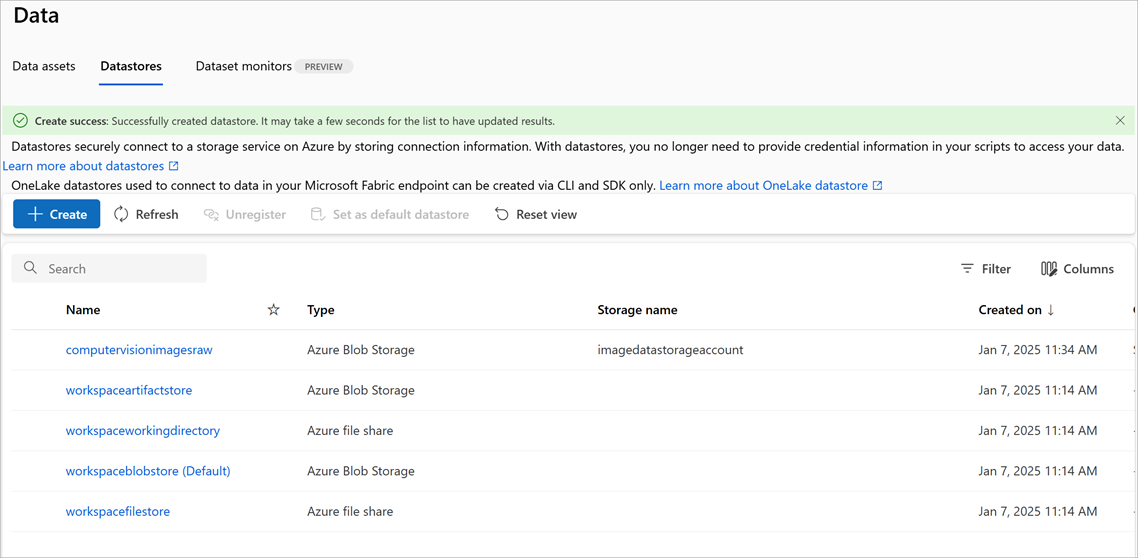 Data
Data assets Datastores Dataset monitors PREVIEW
Create success: Successfully created datastore. It may take a few seconds for the list to have updated results.
Datastores securely connect to a storage service on Azure by storing connection information. With datastores, you no longer need to provide credential information in your scripts to access your data.
Learn more about datastores
OneLake datastores used to connect to data in your Microsoft Fabric endpoint can be created via CLI and SDK only. Learn more about OneLake datastore
Create Refresh Unregister Set as default datastore Reset view
Search Filter Columns
Name Type Storage name Created on
computervisionimagesraw Azure Blob Storage imagedatastorageaccount Jan 7, 2025 11:34 AM
workspaceartifactstore Azure Blob Storage Jan 7, 2025 11:14 AM
workspaceworkingdirectory Azure file share Jan 7, 2025 11:14 AM
workspaceblobstore (Default) Azure Blob Storage Jan 7, 2025 11:14 AM
workspacefilestore Azure file share Jan 7, 2025 11:14 AM